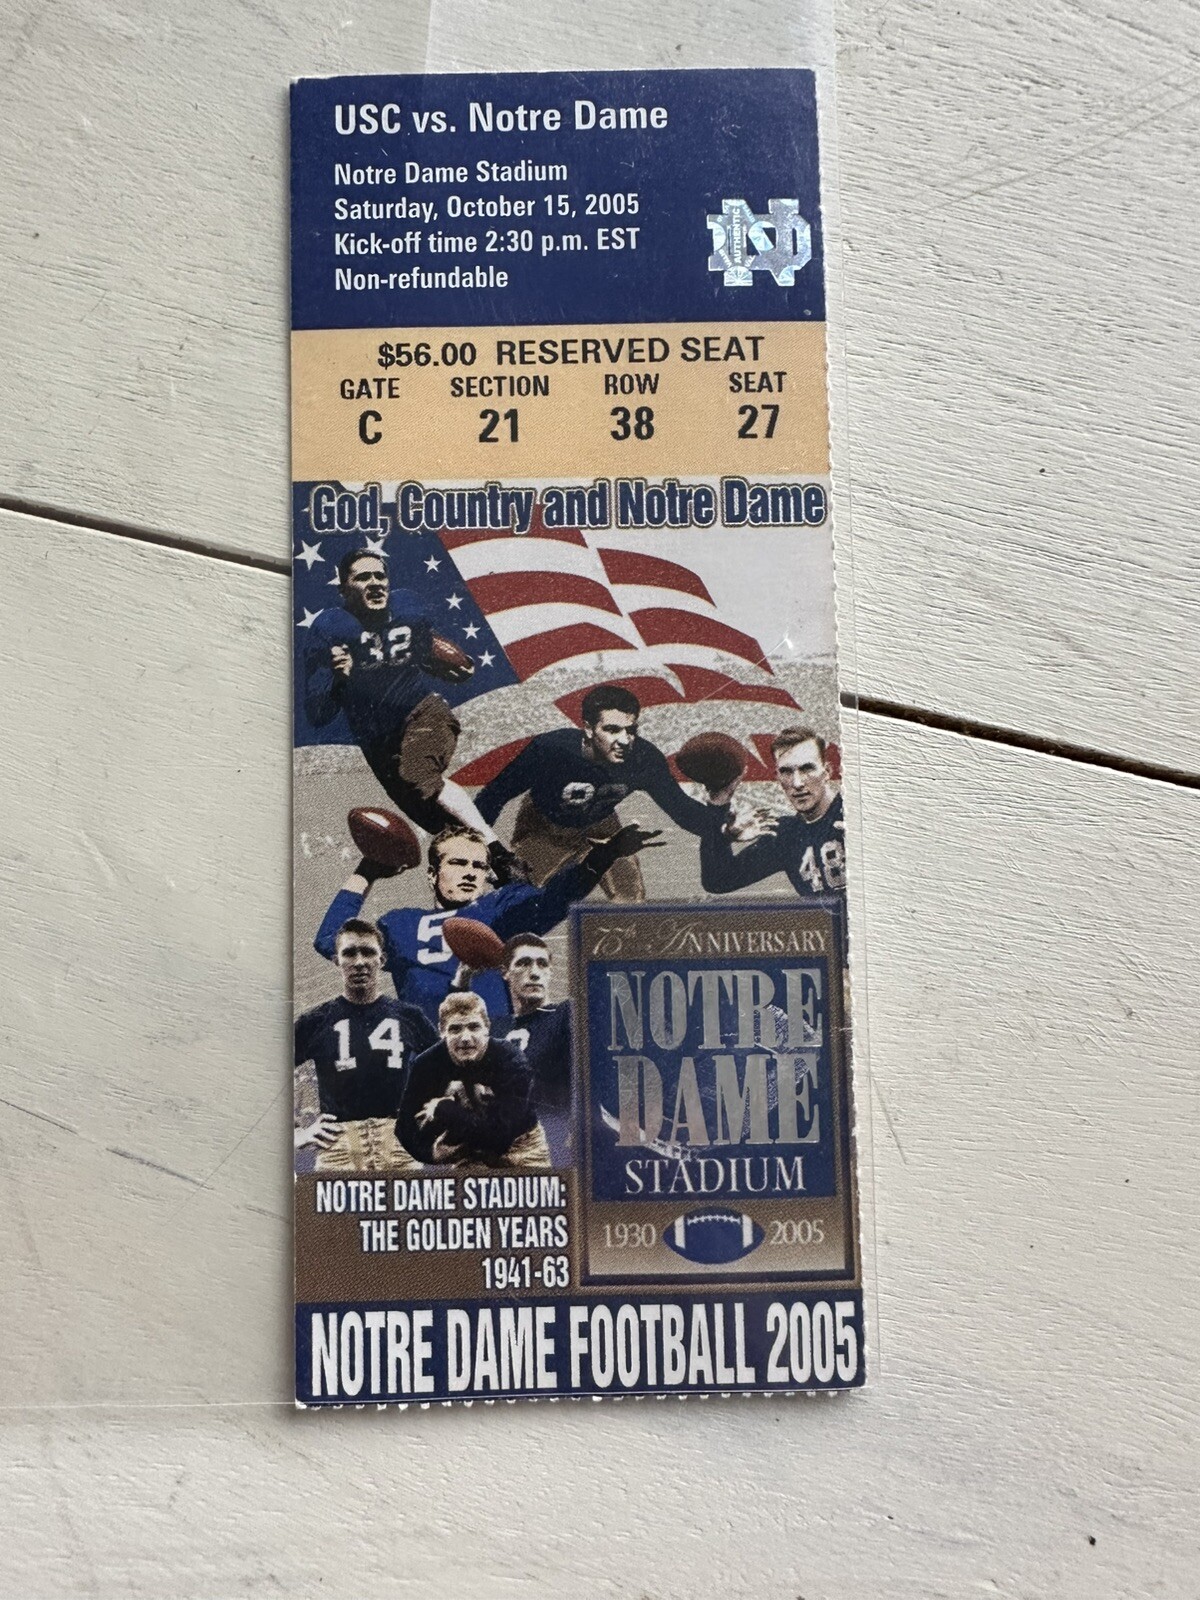 USC vs. Notre Dame
Notre Dame Stadium
Saturday, October 15, 2005
Kick-off time 2:30 p.m. EST
Non-refundable
AUTHENTIC
ND
$56.00 RESERVED SEAT
GATE SECTION ROW SEAT
C 21 38 27
God, Country and Notre Dame
32
48
5
14
75th ANNIVERSARY
NOTRE
DAME
STADIUM
1930 2005
NOTRE DAME STADIUM:
THE GOLDEN YEARS
1941-63
NOTRE DAME FOOTBALL 2005